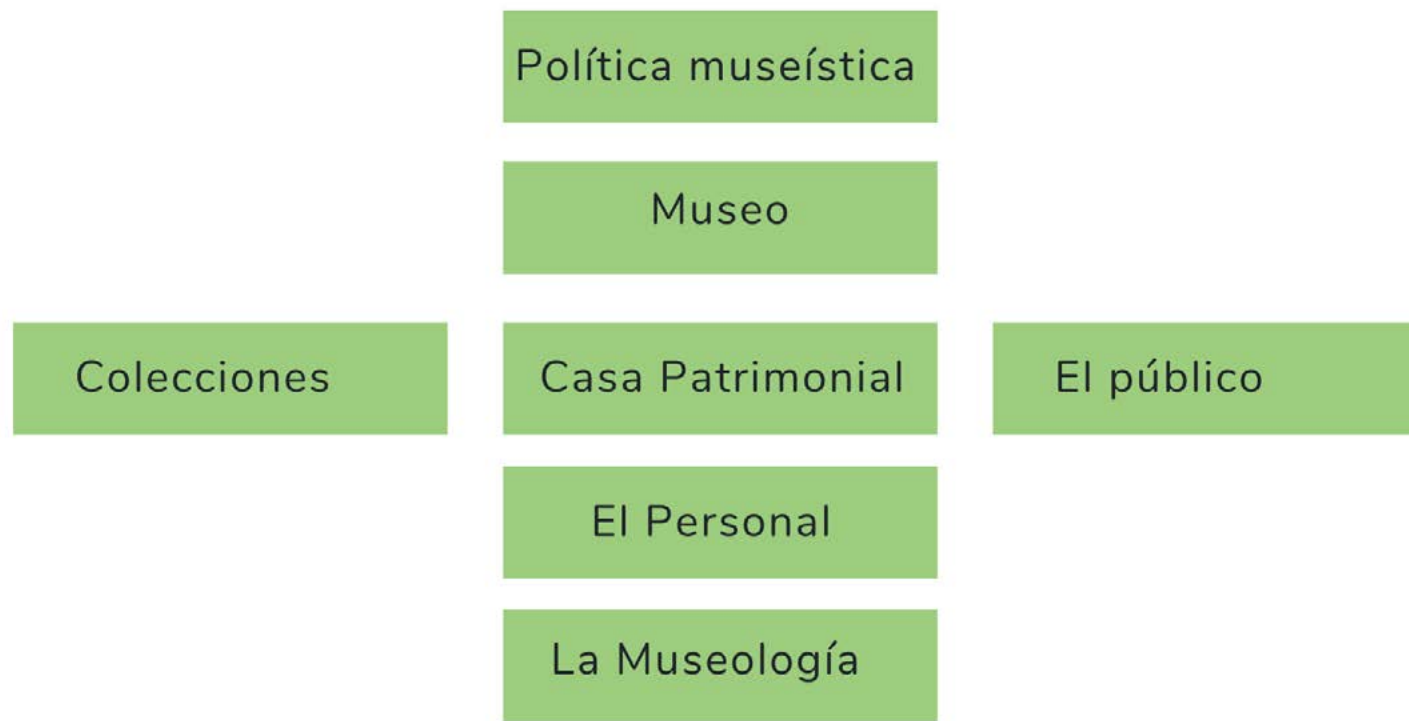 Política museística
Museo
Colecciones
Casa Patrimonial
El público
El Personal
La Museología